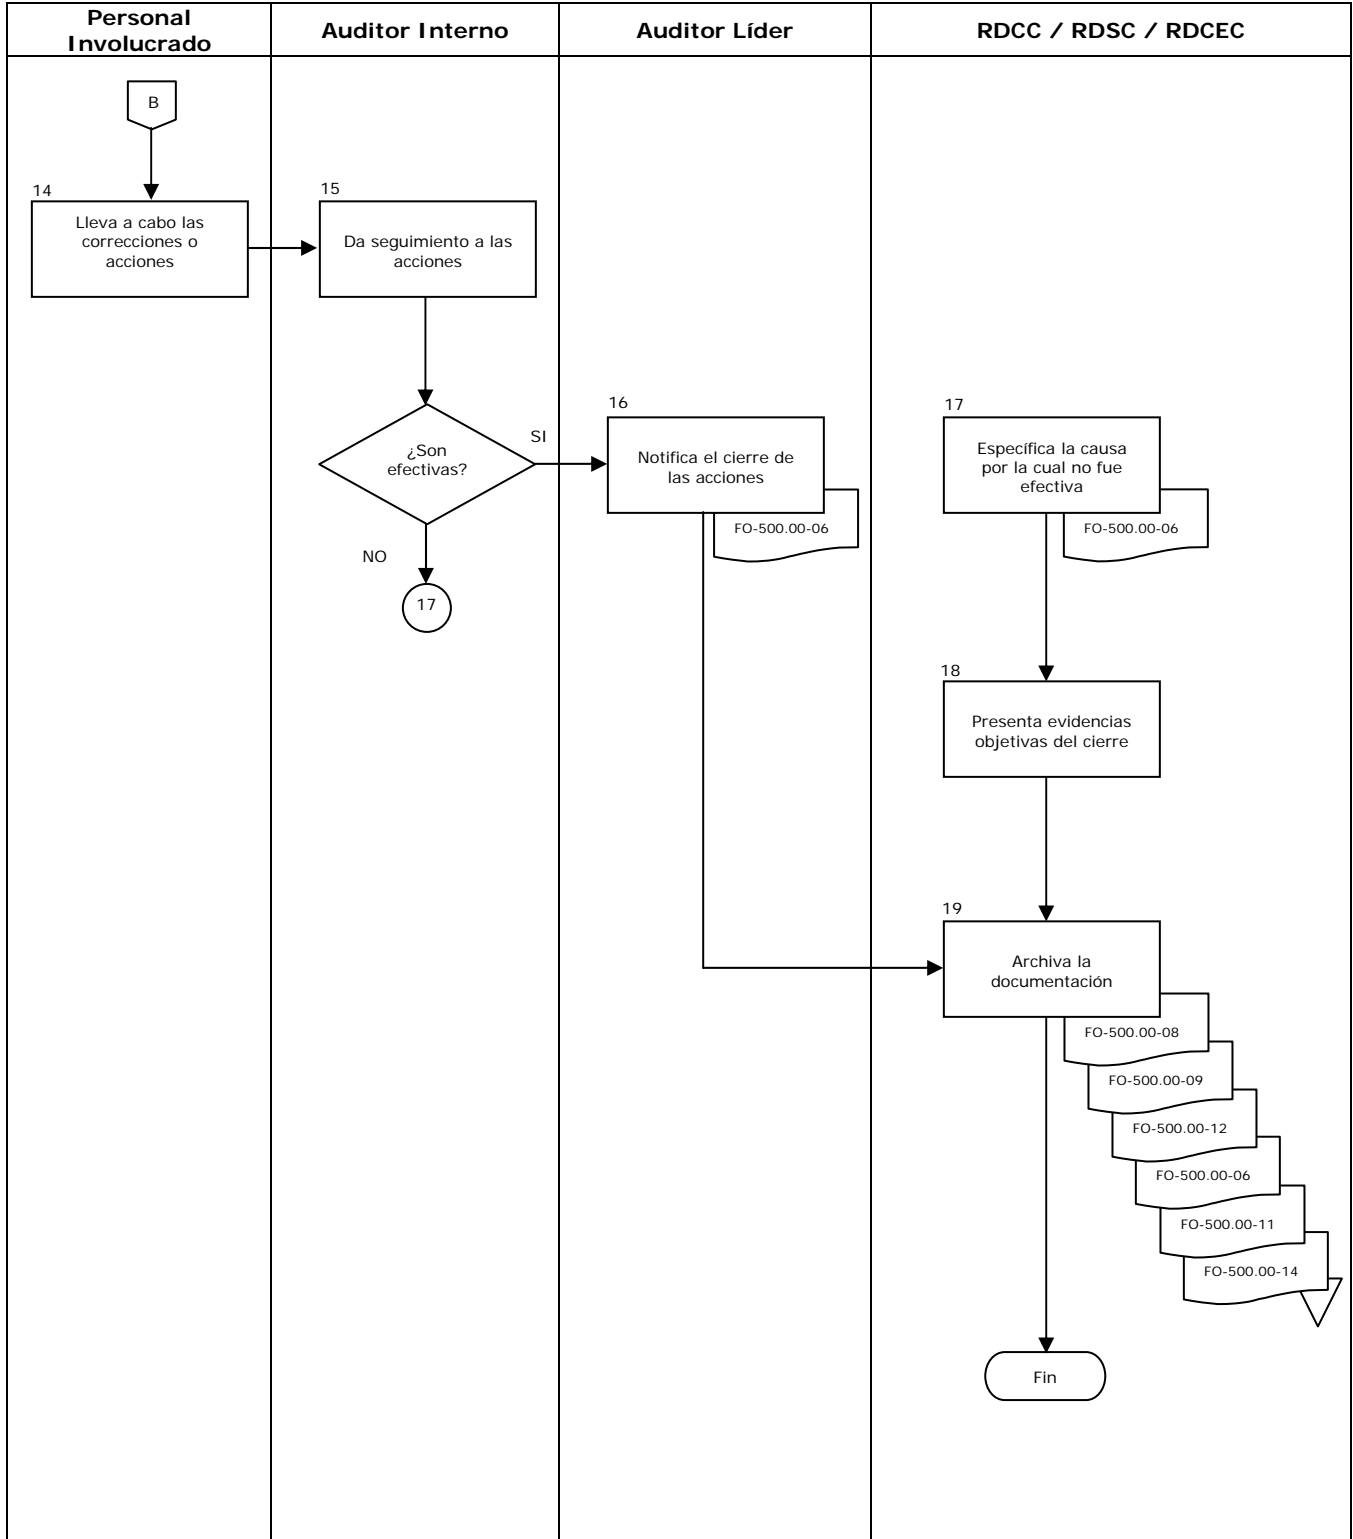 Personal
Involucrado
Auditor Interno
Auditor Líder
RDCC / RDSC / RDCEC
B
14
Lleva a cabo las
correcciones o
acciones
15
Da seguimiento a las
acciones
¿Son
efectivas?
SI
NO
17
16
Notifica el cierre de
las acciones
FO-500.00-06
17
Específica la causa
por la cual no fue
efectiva
FO-500.00-06
18
Presenta evidencias
objetivas del cierre
19
Archiva la
documentación
FO-500.00-08
FO-500.00-09
FO-500.00-12
FO-500.00-06
FO-500.00-11
FO-500.00-14
Fin